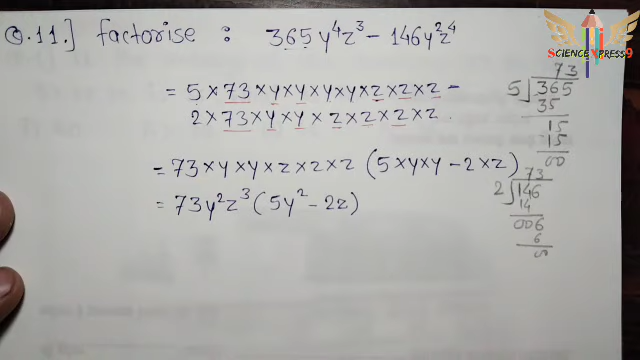 Q.11.] factorise : 365y⁴z³ - 146y²z⁴
SCIENCE XPRESS9
= 5 × 73 × y × y × y × y × z × z × z -
2 × 73 × y × y × z × z × z × z
= 73 × y × y × z × z × z (5 × y × y - 2 × z)
= 73y²z³ (5y² - 2z)
73
5 365
35
15
15
00
73
2 146
14
006
6
0